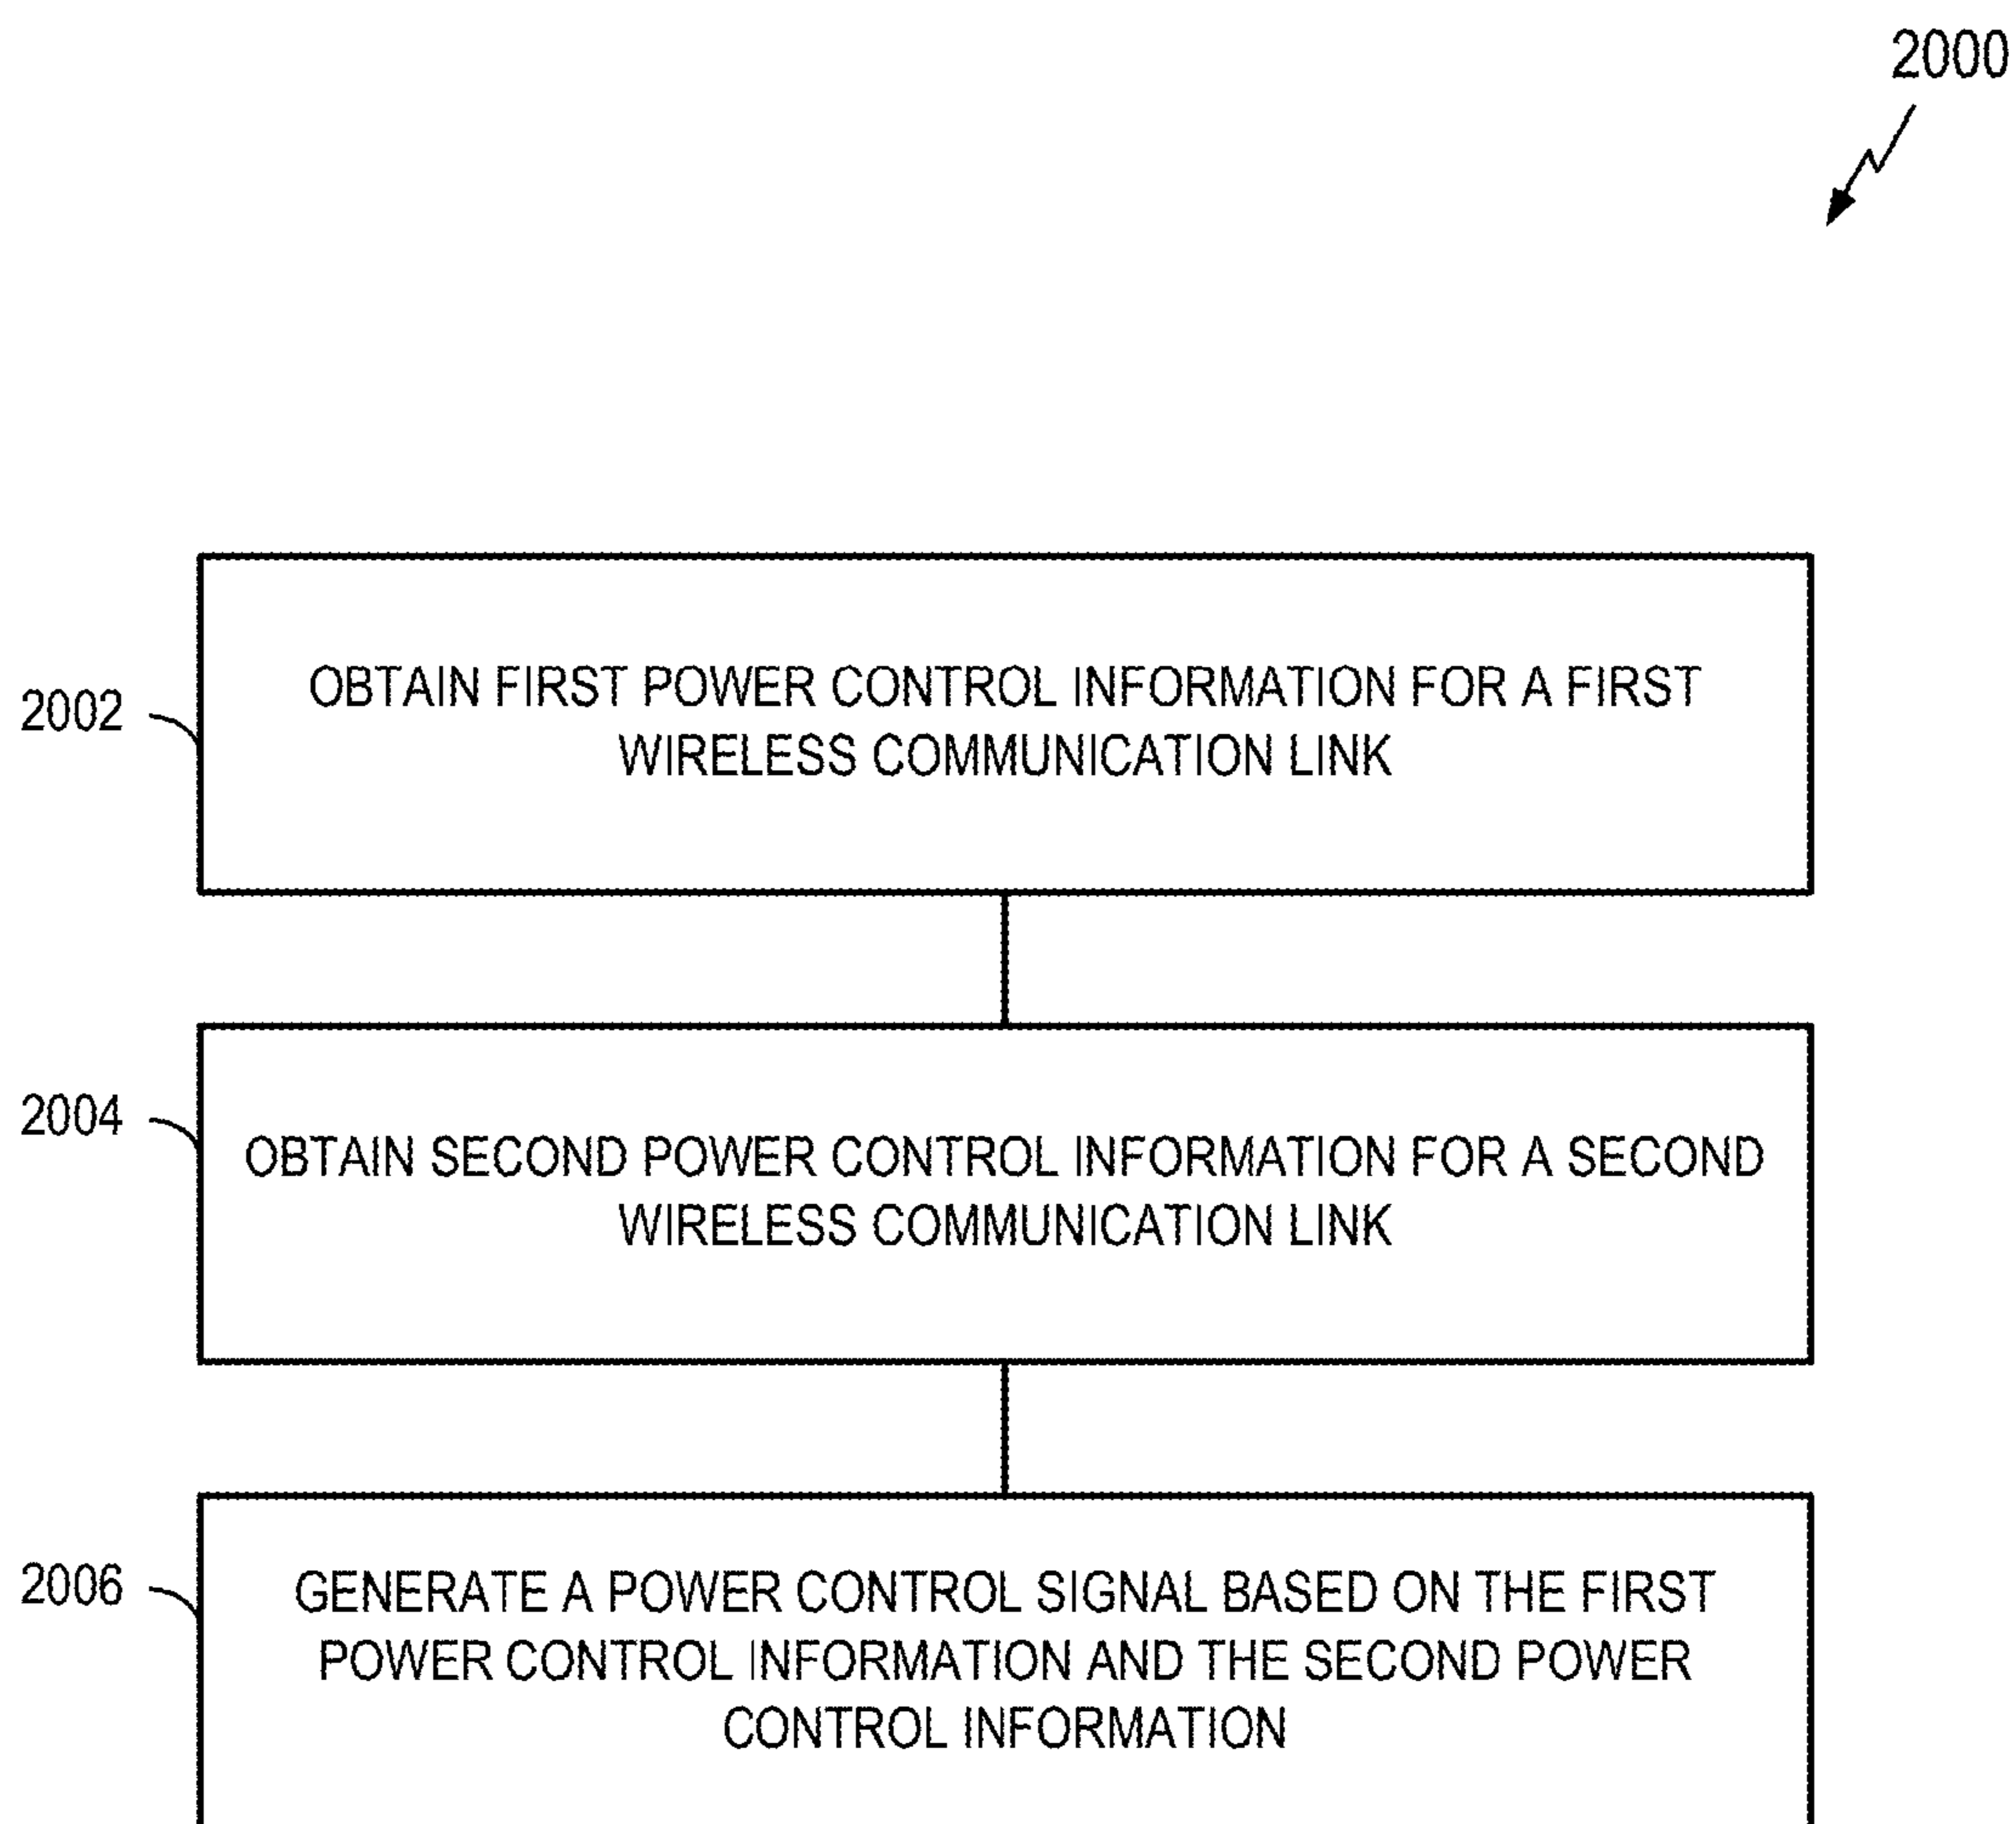 2000
2002
OBTAIN FIRST POWER CONTROL INFORMATION FOR A FIRST
WIRELESS COMMUNICATION LINK
2004
OBTAIN SECOND POWER CONTROL INFORMATION FOR A SECOND
WIRELESS COMMUNICATION LINK
2006
GENERATE A POWER CONTROL SIGNAL BASED ON THE FIRST
POWER CONTROL INFORMATION AND THE SECOND POWER
CONTROL INFORMATION